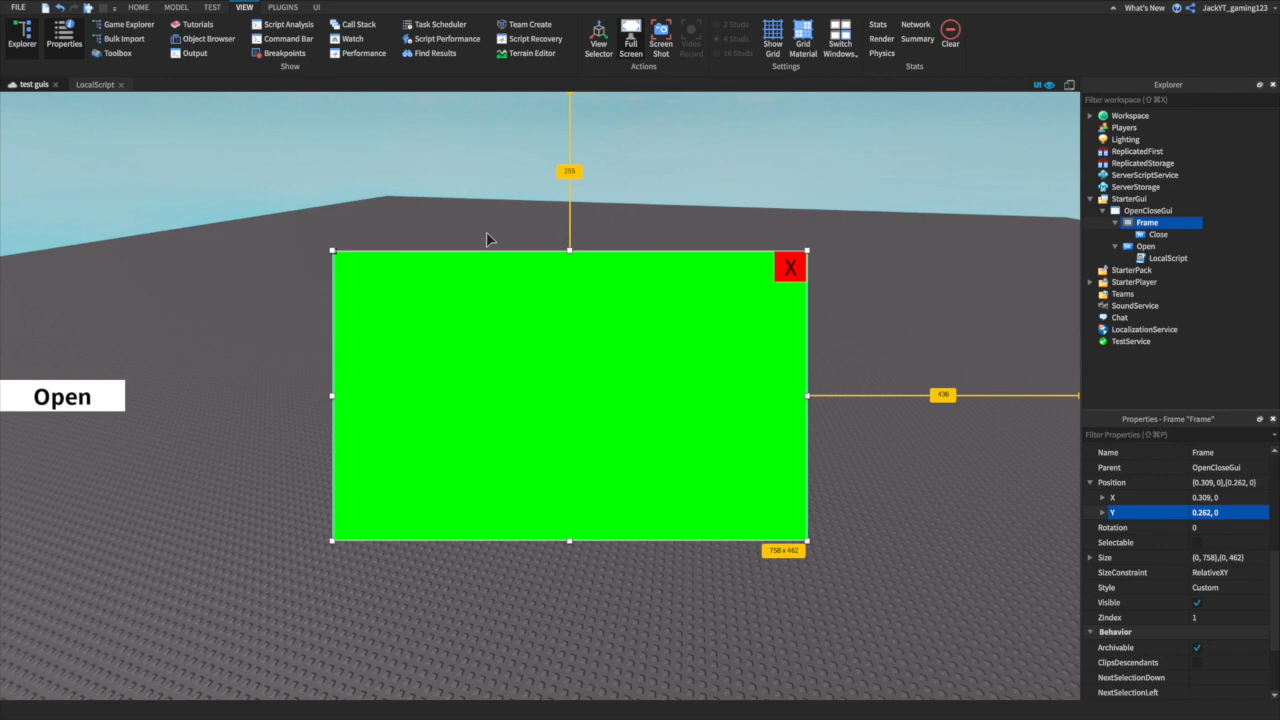 FILE HOME MODEL TEST VIEW PLUGINS UI What's New JackYT_gaming123
Explorer Properties
Game Explorer Tutorials Script Analysis Call Stack Task Scheduler Team Create
Bulk Import Object Browser Command Bar Watch Script Performance Script Recovery
Toolbox Output Breakpoints Performance Find Results Terrain Editor
Show
View Selector
Full Screen
Screen Shot
Video Record
Actions
2 Studs
4 Studs
16 Studs
Show Grid
Grid Material
Switch Windows...
Settings
Stats Network
Render Summary
Physics
Clear
Stats
test guis LocalScript UI
255
X
Open
436
758 x 462
Explorer
Filter workspace (⇧⌘X)
Workspace
Players
Lighting
ReplicatedFirst
ReplicatedStorage
ServerScriptService
ServerStorage
StarterGui
OpenCloseGui
Frame
Close
Open
LocalScript
StarterPack
StarterPlayer
Teams
SoundService
Chat
LocalizationService
TestService
Properties - Frame "Frame"
Filter Properties (⇧⌘P)
Name Frame
Parent OpenCloseGui
Position {0.309, 0},{0.262, 0}
X 0.309, 0
Y 0.262, 0
Rotation 0
Selectable
Size {0, 758},{0, 462}
SizeConstraint RelativeXY
Style Custom
Visible
ZIndex 1
Behavior
Archivable
ClipsDescendants
NextSelectionDown
NextSelectionLeft